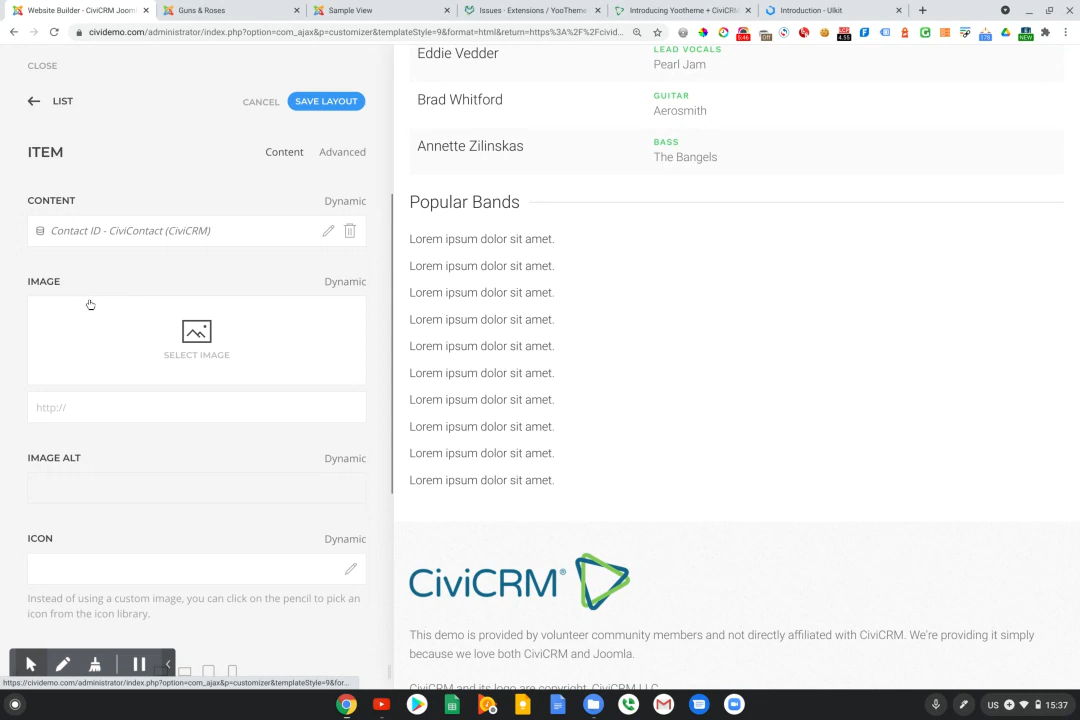 Website Builder - CiviCRM Jooml
Guns & Roses
Sample View
Issues · Extensions / YooTheme
Introducing Yootheme + CiviCRM
Introduction - UIkit
cividemo.com/administrator/index.php?option=com_ajax&p=customizer&templateStyle=9&format=html&return=https%3A%2F%2Fcivid...
CLOSE
LIST
CANCEL
SAVE LAYOUT
ITEM
Content
Advanced
CONTENT
Dynamic
Contact ID - CiviContact (CiviCRM)
IMAGE
Dynamic
SELECT IMAGE
http://
IMAGE ALT
Dynamic
ICON
Dynamic
Instead of using a custom image, you can click on the pencil to pick an
icon from the icon library.
https://cividemo.com/administrator/index.php?option=com_ajax&p=customizer&templateStyle=9&for...
Eddie Vedder
LEAD VOCALS
Pearl Jam
Brad Whitford
GUITAR
Aerosmith
Annette Zilinskas
BASS
The Bangels
Popular Bands
Lorem ipsum dolor sit amet.
Lorem ipsum dolor sit amet.
Lorem ipsum dolor sit amet.
Lorem ipsum dolor sit amet.
Lorem ipsum dolor sit amet.
Lorem ipsum dolor sit amet.
Lorem ipsum dolor sit amet.
Lorem ipsum dolor sit amet.
Lorem ipsum dolor sit amet.
Lorem ipsum dolor sit amet.
CiviCRM®
This demo is provided by volunteer community members and not directly affiliated with CiviCRM. We're providing it simply
because we love both CiviCRM and Joomla.
CiviCRM and its logo are copyright, CiviCRM LLC
US
15:37